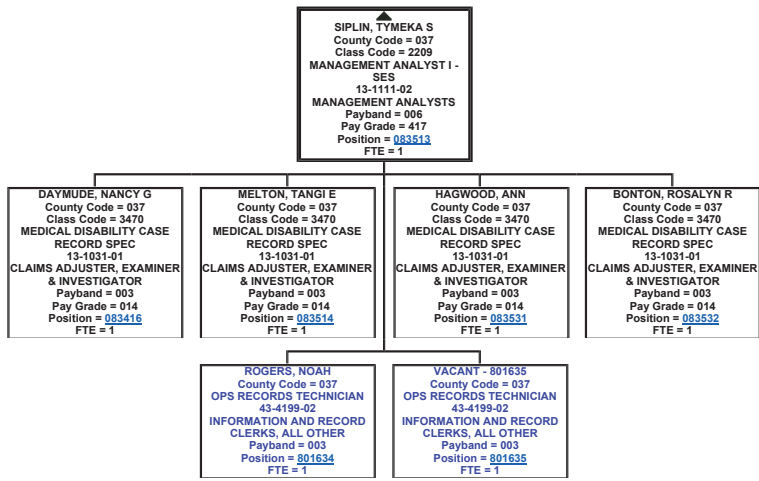 SIPLIN, TYMEKA S
County Code = 037
Class Code = 2209
MANAGEMENT ANALYST I -
SES
13-1111-02
MANAGEMENT ANALYSTS
Payband = 006
Pay Grade = 417
Position = 083513
FTE = 1
DAYMUDE, NANCY G
County Code = 037
Class Code = 3470
MEDICAL DISABILITY CASE
RECORD SPEC
13-1031-01
CLAIMS ADJUSTER, EXAMINER
& INVESTIGATOR
Payband = 003
Pay Grade = 014
Position = 083416
FTE = 1
MELTON, TANGI E
County Code = 037
Class Code = 3470
MEDICAL DISABILITY CASE
RECORD SPEC
13-1031-01
CLAIMS ADJUSTER, EXAMINER
& INVESTIGATOR
Payband = 003
Pay Grade = 014
Position = 083514
FTE = 1
HAGWOOD, ANN
County Code = 037
Class Code = 3470
MEDICAL DISABILITY CASE
RECORD SPEC
13-1031-01
CLAIMS ADJUSTER, EXAMINER
& INVESTIGATOR
Payband = 003
Pay Grade = 014
Position = 083531
FTE = 1
BONTON, ROSALYN R
County Code = 037
Class Code = 3470
MEDICAL DISABILITY CASE
RECORD SPEC
13-1031-01
CLAIMS ADJUSTER, EXAMINER
& INVESTIGATOR
Payband = 003
Pay Grade = 014
Position = 083532
FTE = 1
ROGERS, NOAH
County Code = 037
OPS RECORDS TECHNICIAN
43-4199-02
INFORMATION AND RECORD
CLERKS, ALL OTHER
Payband = 003
Position = 801634
FTE = 1
VACANT - 801635
County Code = 037
OPS RECORDS TECHNICIAN
43-4199-02
INFORMATION AND RECORD
CLERKS, ALL OTHER
Payband = 003
Position = 801635
FTE = 1